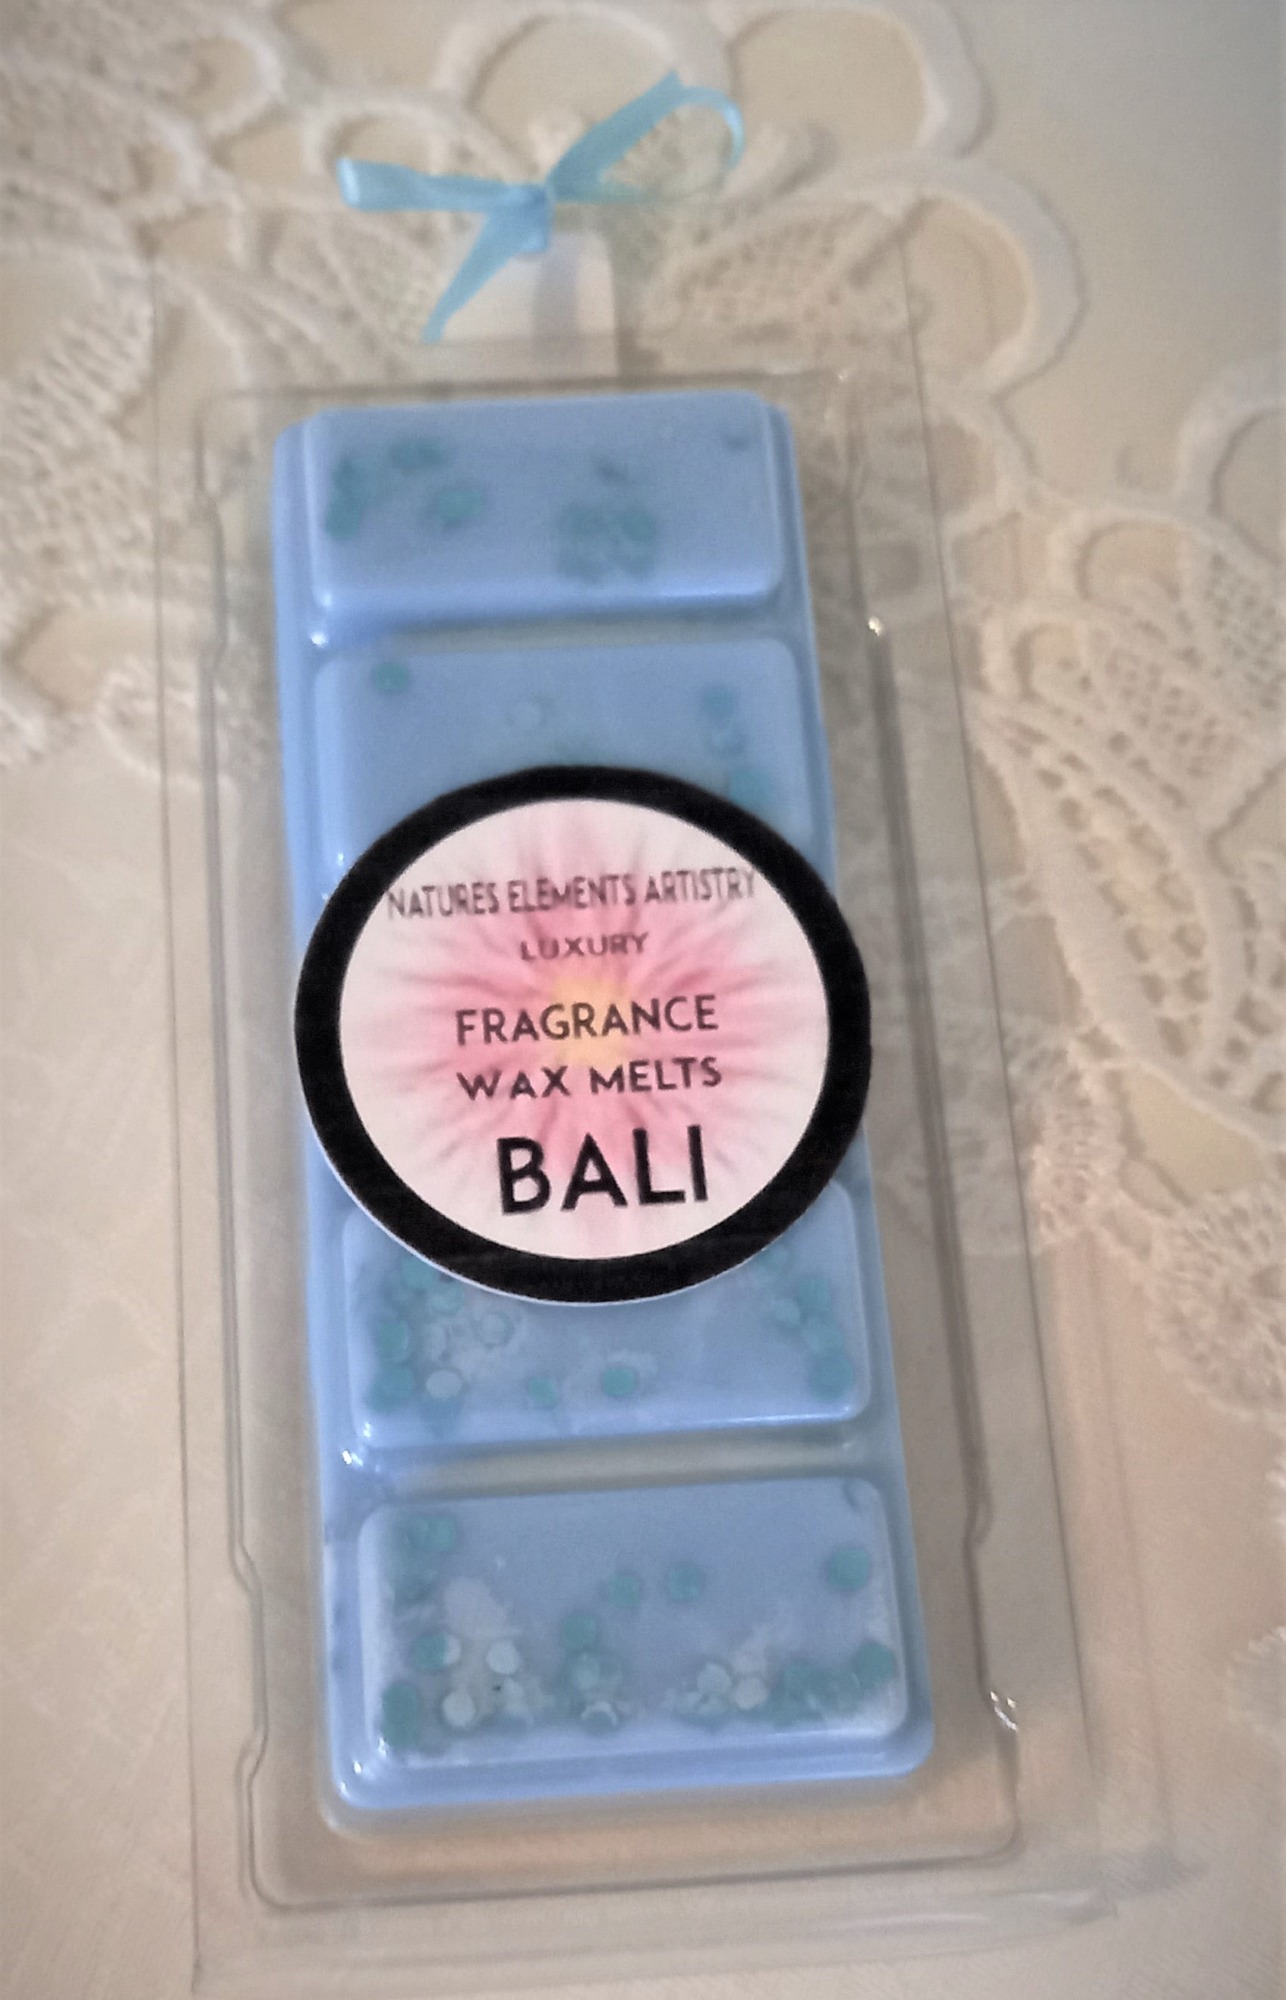 NATURES ELEMENTS ARTISTRY
LUXURY
FRAGRANCE
WAX MELTS
BALI